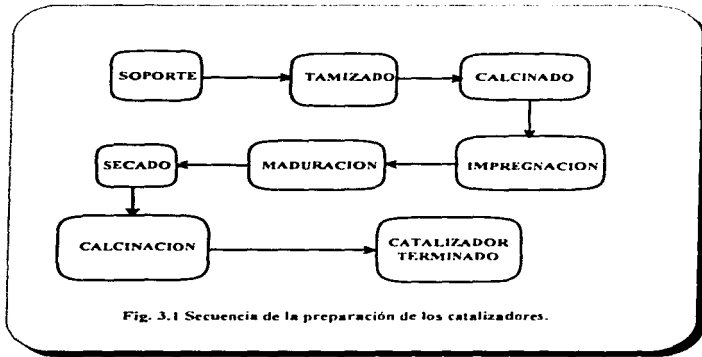 SOPORTE
TAMIZADO
CALCINADO
IMPREGNACION
MADURACION
SECADO
CALCINACION
CATALIZADOR
TERMINADO
Fig. 3.1 Secuencia de la preparación de los catalizadores.